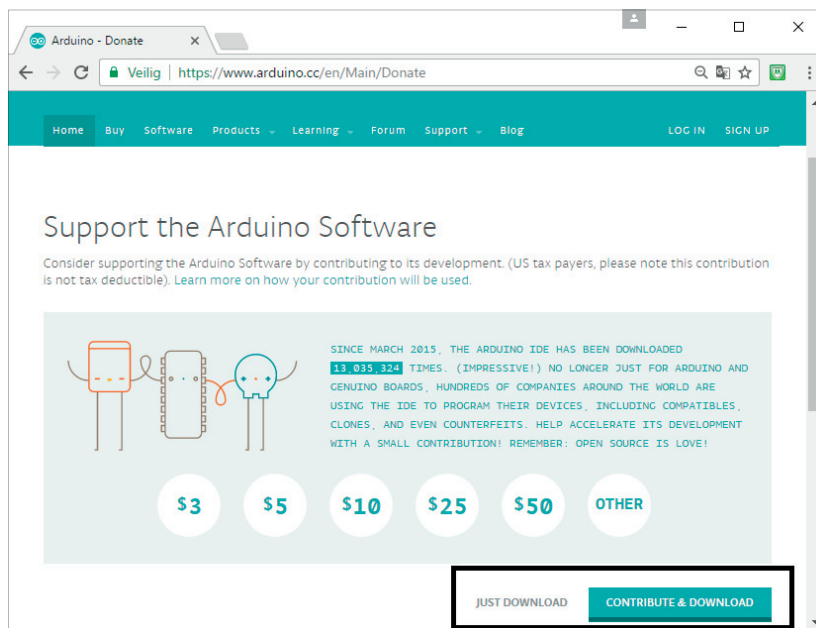 Arduino - Donate
Veilig | https://www.arduino.cc/en/Main/Donate
Home Buy Software Products Learning Forum Support Blog LOG IN SIGN UP
Support the Arduino Software
Consider supporting the Arduino Software by contributing to its development. (US tax payers, please note this contribution
is not tax deductible). Learn more on how your contribution will be used.
SINCE MARCH 2015, THE ARDUINO IDE HAS BEEN DOWNLOADED
13,035,324 TIMES. (IMPRESSIVE!) NO LONGER JUST FOR ARDUINO AND
GENUINO BOARDS, HUNDREDS OF COMPANIES AROUND THE WORLD ARE
USING THE IDE TO PROGRAM THEIR DEVICES, INCLUDING COMPATIBLES,
CLONES, AND EVEN COUNTERFEITS. HELP ACCELERATE ITS DEVELOPMENT
WITH A SMALL CONTRIBUTION! REMEMBER: OPEN SOURCE IS LOVE!
$3 $5 $10 $25 $50 OTHER
JUST DOWNLOAD CONTRIBUTE & DOWNLOAD